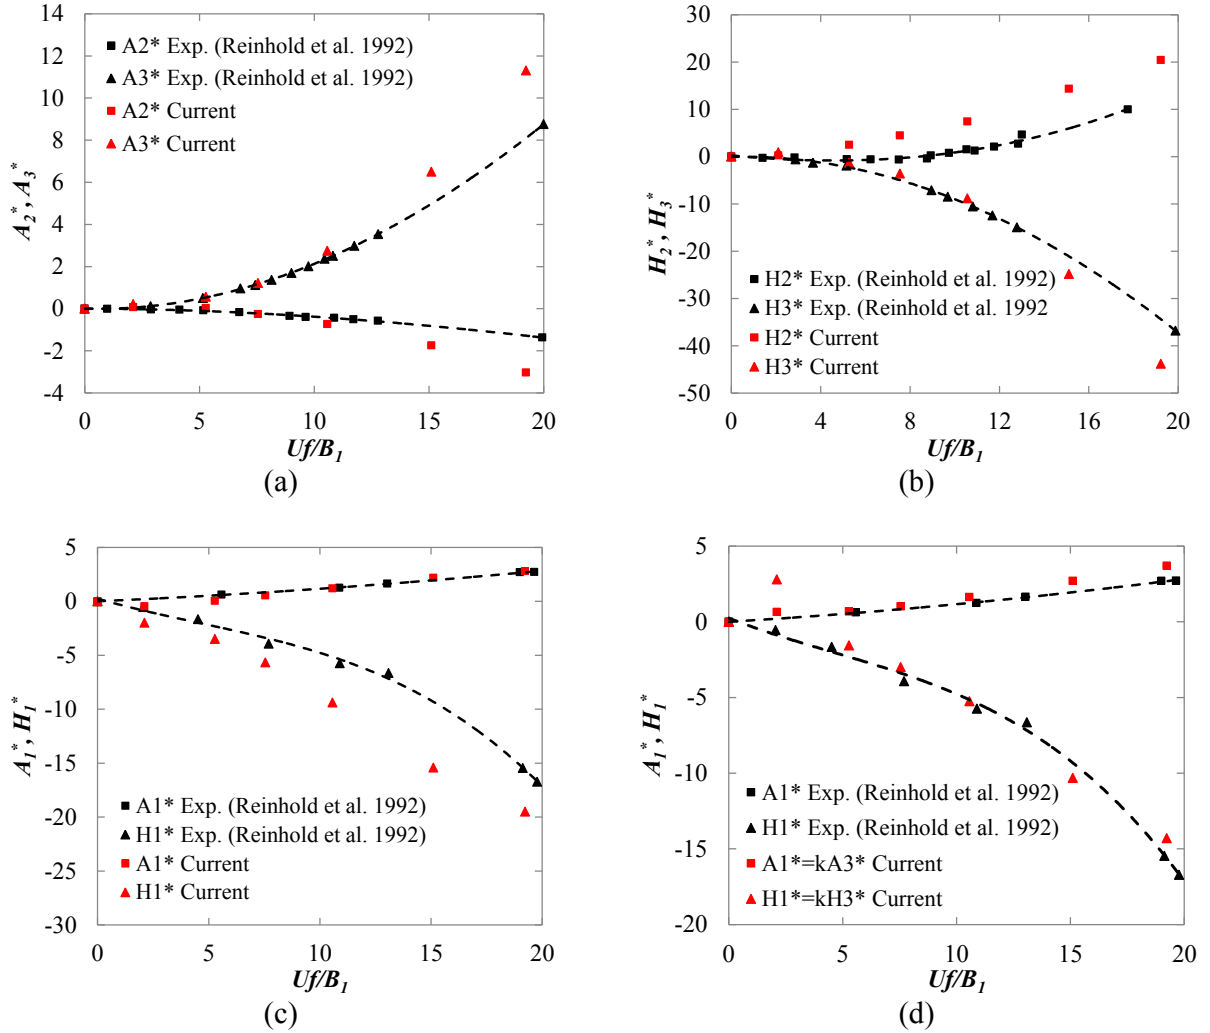 14
12
10
8
6
4
2
0
-2
-4
A2* Exp. (Reinhold et al. 1992)
A3* Exp. (Reinhold et al. 1992)
A2* Current
A3* Current
A2*, A3*
0 5 10 15 20
Uf/B1
(a)
30
20
10
0
-10
-20
-30
-40
-50
H2* Exp. (Reinhold et al. 1992)
H3* Exp. (Reinhold et al. 1992
H2* Current
H3* Current
H2*, H3*
0 4 8 12 16 20
Uf/B1
(b)
5
0
-5
-10
-15
-20
-25
-30
A1* Exp. (Reinhold et al. 1992)
H1* Exp. (Reinhold et al. 1992)
A1* Current
H1* Current
A1*, H1*
0 5 10 15 20
Uf/B1
(c)
5
0
-5
-10
-15
-20
A1* Exp. (Reinhold et al. 1992)
H1* Exp. (Reinhold et al. 1992)
A1*=kA3* Current
H1*=kH3* Current
A1*, H1*
0 5 10 15 20
Uf/B1
(d)